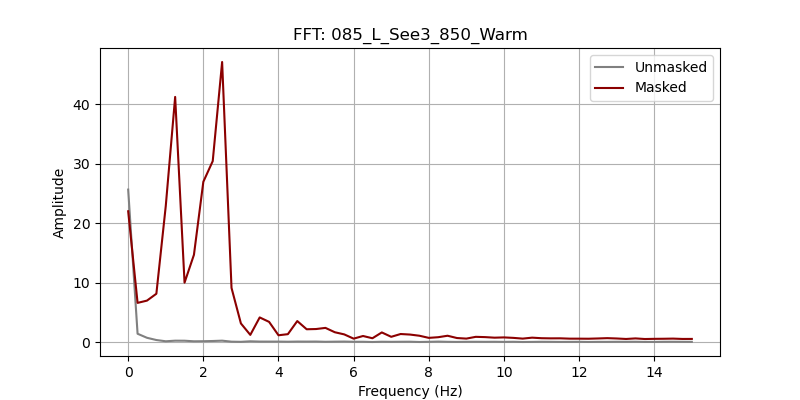 FFT: 085_L_See3_850_Warm
Unmasked
Masked
Amplitude
40
30
20
10
0
0 2 4 6 8 10 12 14
Frequency (Hz)